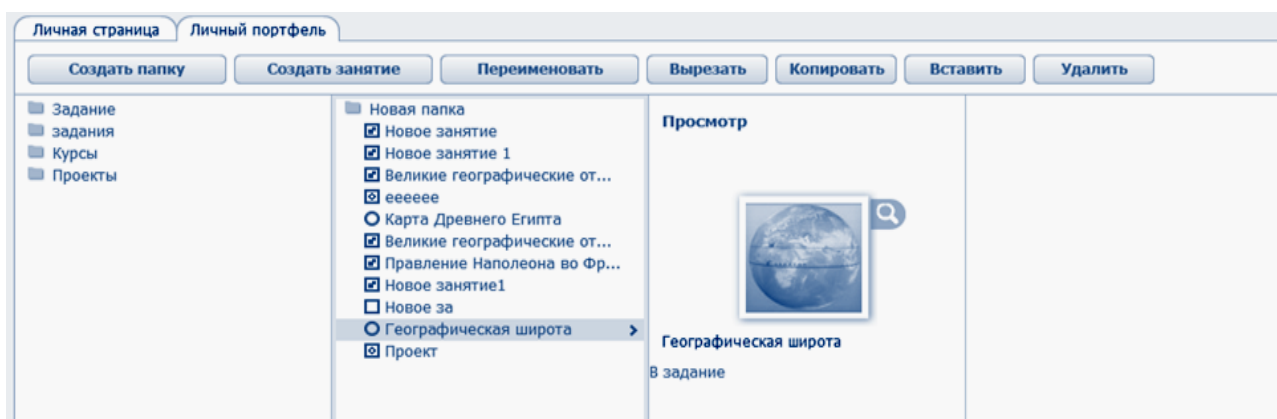 Личная страница Личный портфель
Создать папку Создать занятие Переименовать Вырезать Копировать Вставить Удалить
Задание
задания
Курсы
Проекты
Новая папка
Новое занятие
Новое занятие 1
Великие географические от...
ееееее
Карта Древнего Египта
Великие географические от...
Правление Наполеона во Фр...
Новое занятие1
Новое за
Географическая широта
Проект
Просмотр
Географическая широта
В задание